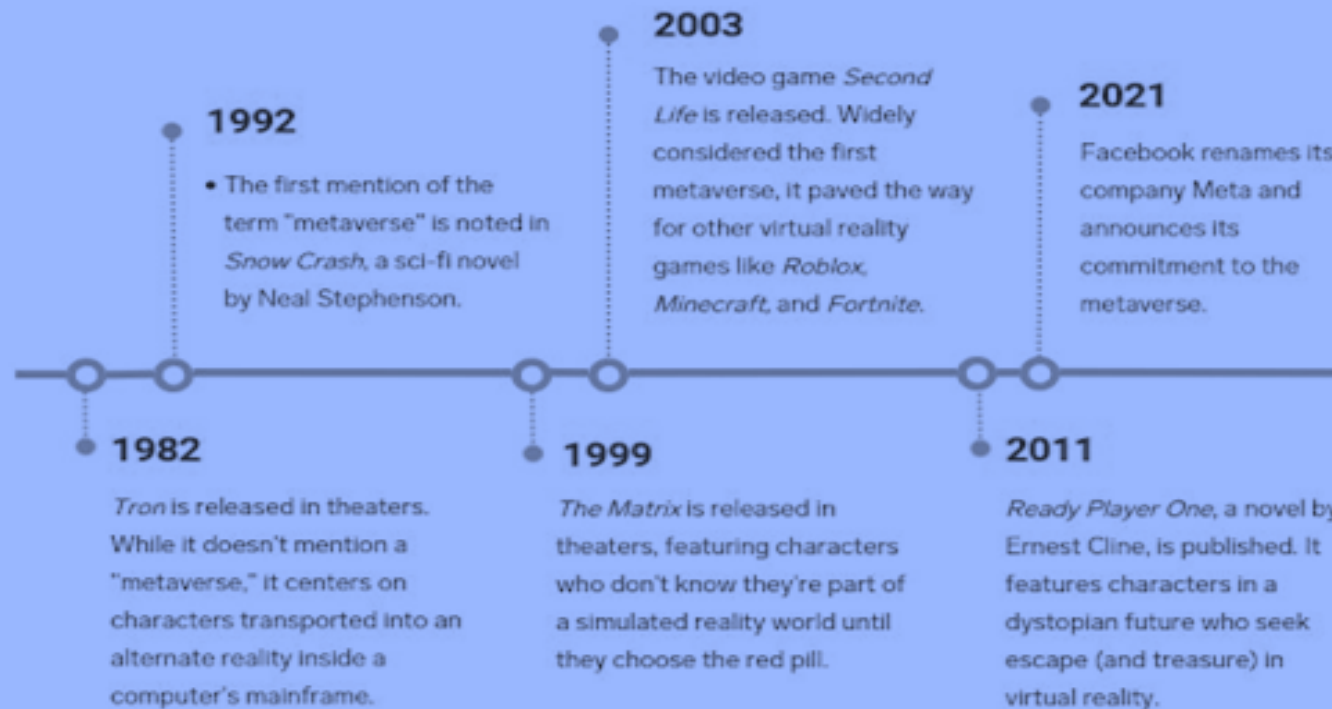 1982
Tron is released in theaters.
While it doesn't mention a
"metaverse," it centers on
characters transported into an
alternate reality inside a
computer's mainframe.
1992
• The first mention of the
term "metaverse" is noted in
Snow Crash, a sci-fi novel
by Neal Stephenson.
1999
The Matrix is released in
theaters, featuring characters
who don't know they're part of
a simulated reality world until
they choose the red pill.
2003
The video game Second
Life is released. Widely
considered the first
metaverse, it paved the way
for other virtual reality
games like Roblox,
Minecraft, and Fortnite.
2011
Ready Player One, a novel by
Ernest Cline, is published. It
features characters in a
dystopian future who seek
escape (and treasure) in
virtual reality.
2021
Facebook renames its
company Meta and
announces its
commitment to the
metaverse.